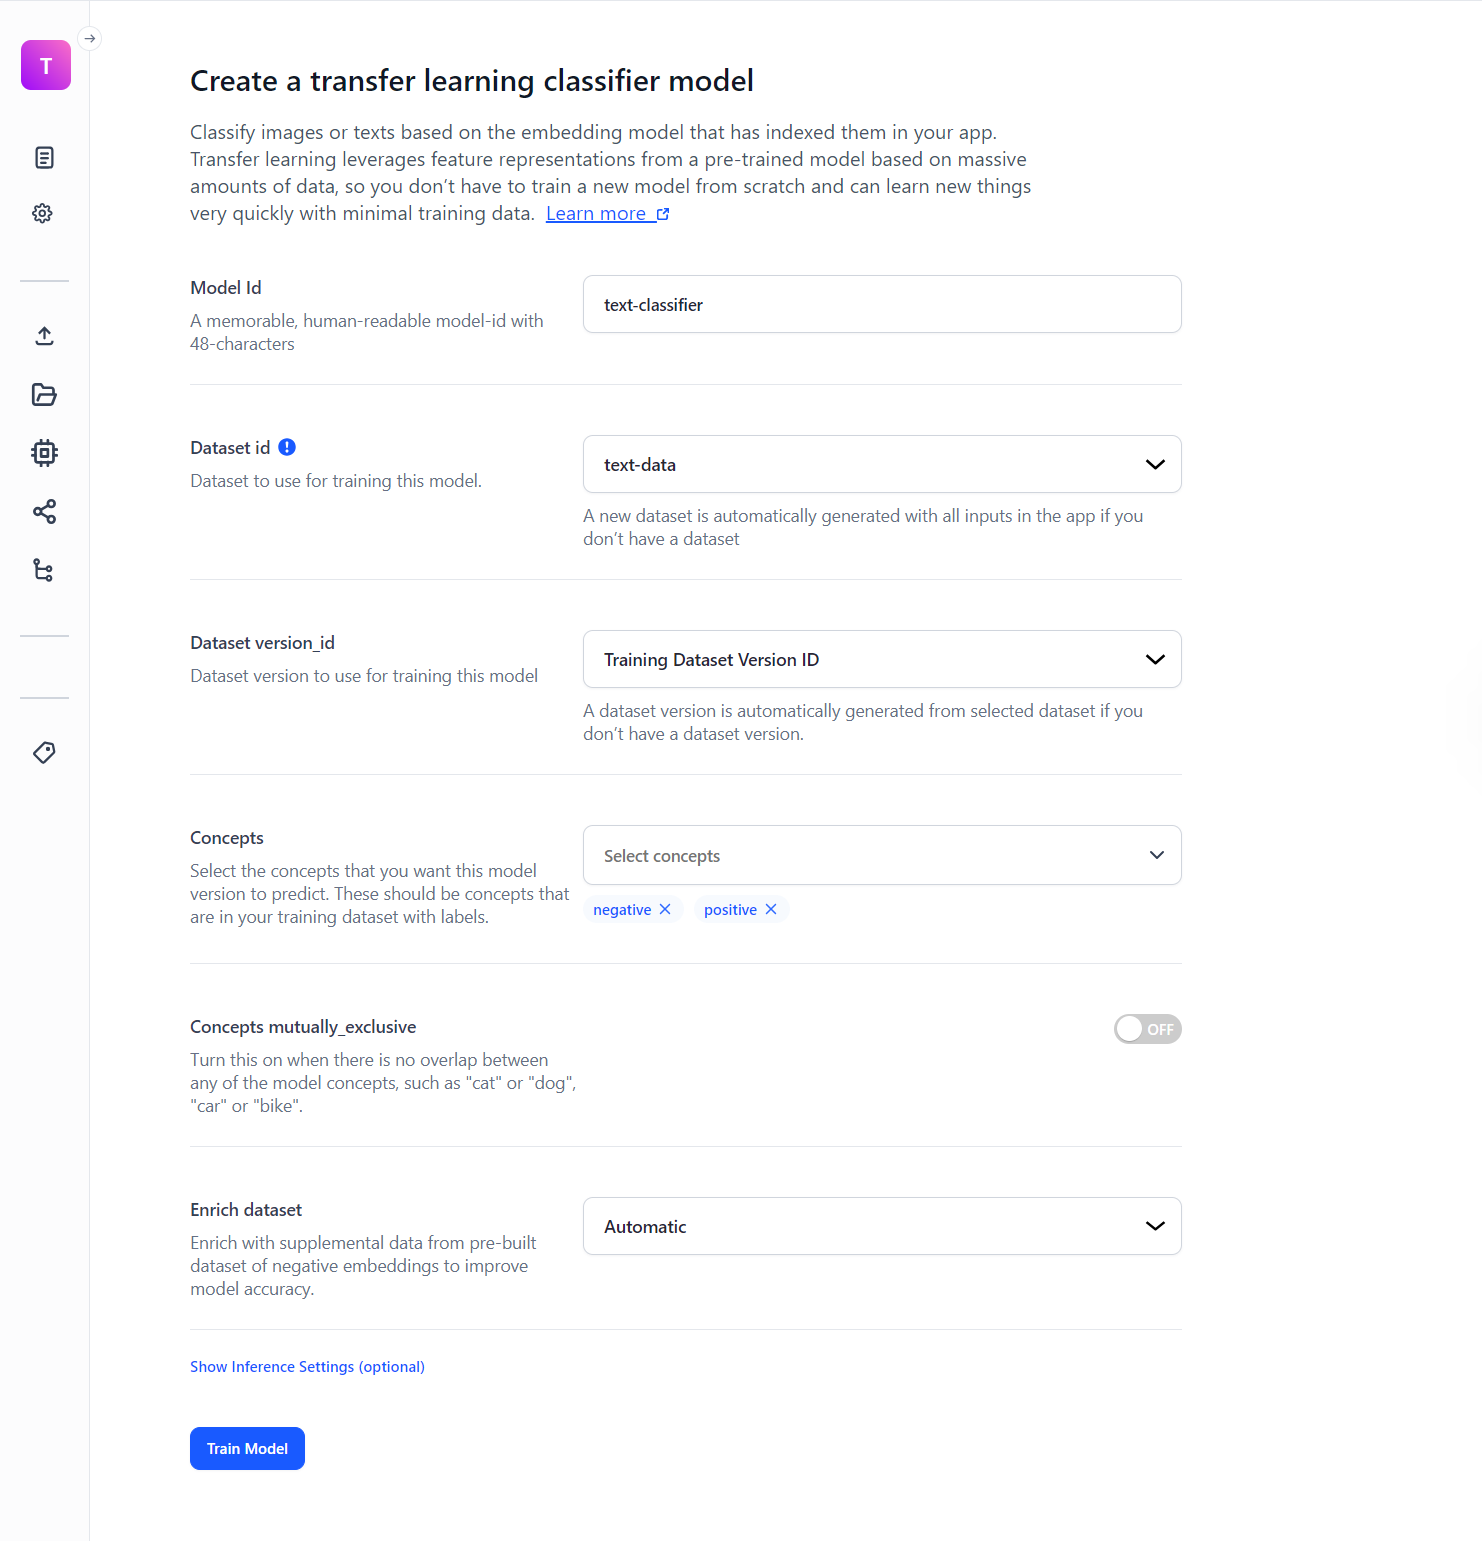 T
Create a transfer learning classifier model
Classify images or texts based on the embedding model that has indexed them in your app.
Transfer learning leverages feature representations from a pre-trained model based on massive
amounts of data, so you don’t have to train a new model from scratch and can learn new things
very quickly with minimal training data. Learn more
Model Id
A memorable, human-readable model-id with
48-characters
text-classifier
Dataset id
Dataset to use for training this model.
text-data
A new dataset is automatically generated with all inputs in the app if you
don’t have a dataset
Dataset version_id
Dataset version to use for training this model
Training Dataset Version ID
A dataset version is automatically generated from selected dataset if you
don’t have a dataset version.
Concepts
Select the concepts that you want this model
version to predict. These should be concepts that
are in your training dataset with labels.
Select concepts
negative positive
Concepts mutually_exclusive
Turn this on when there is no overlap between
any of the model concepts, such as "cat" or "dog",
"car" or "bike".
OFF
Enrich dataset
Enrich with supplemental data from pre-built
dataset of negative embeddings to improve
model accuracy.
Automatic
Show Inference Settings (optional)
Train Model